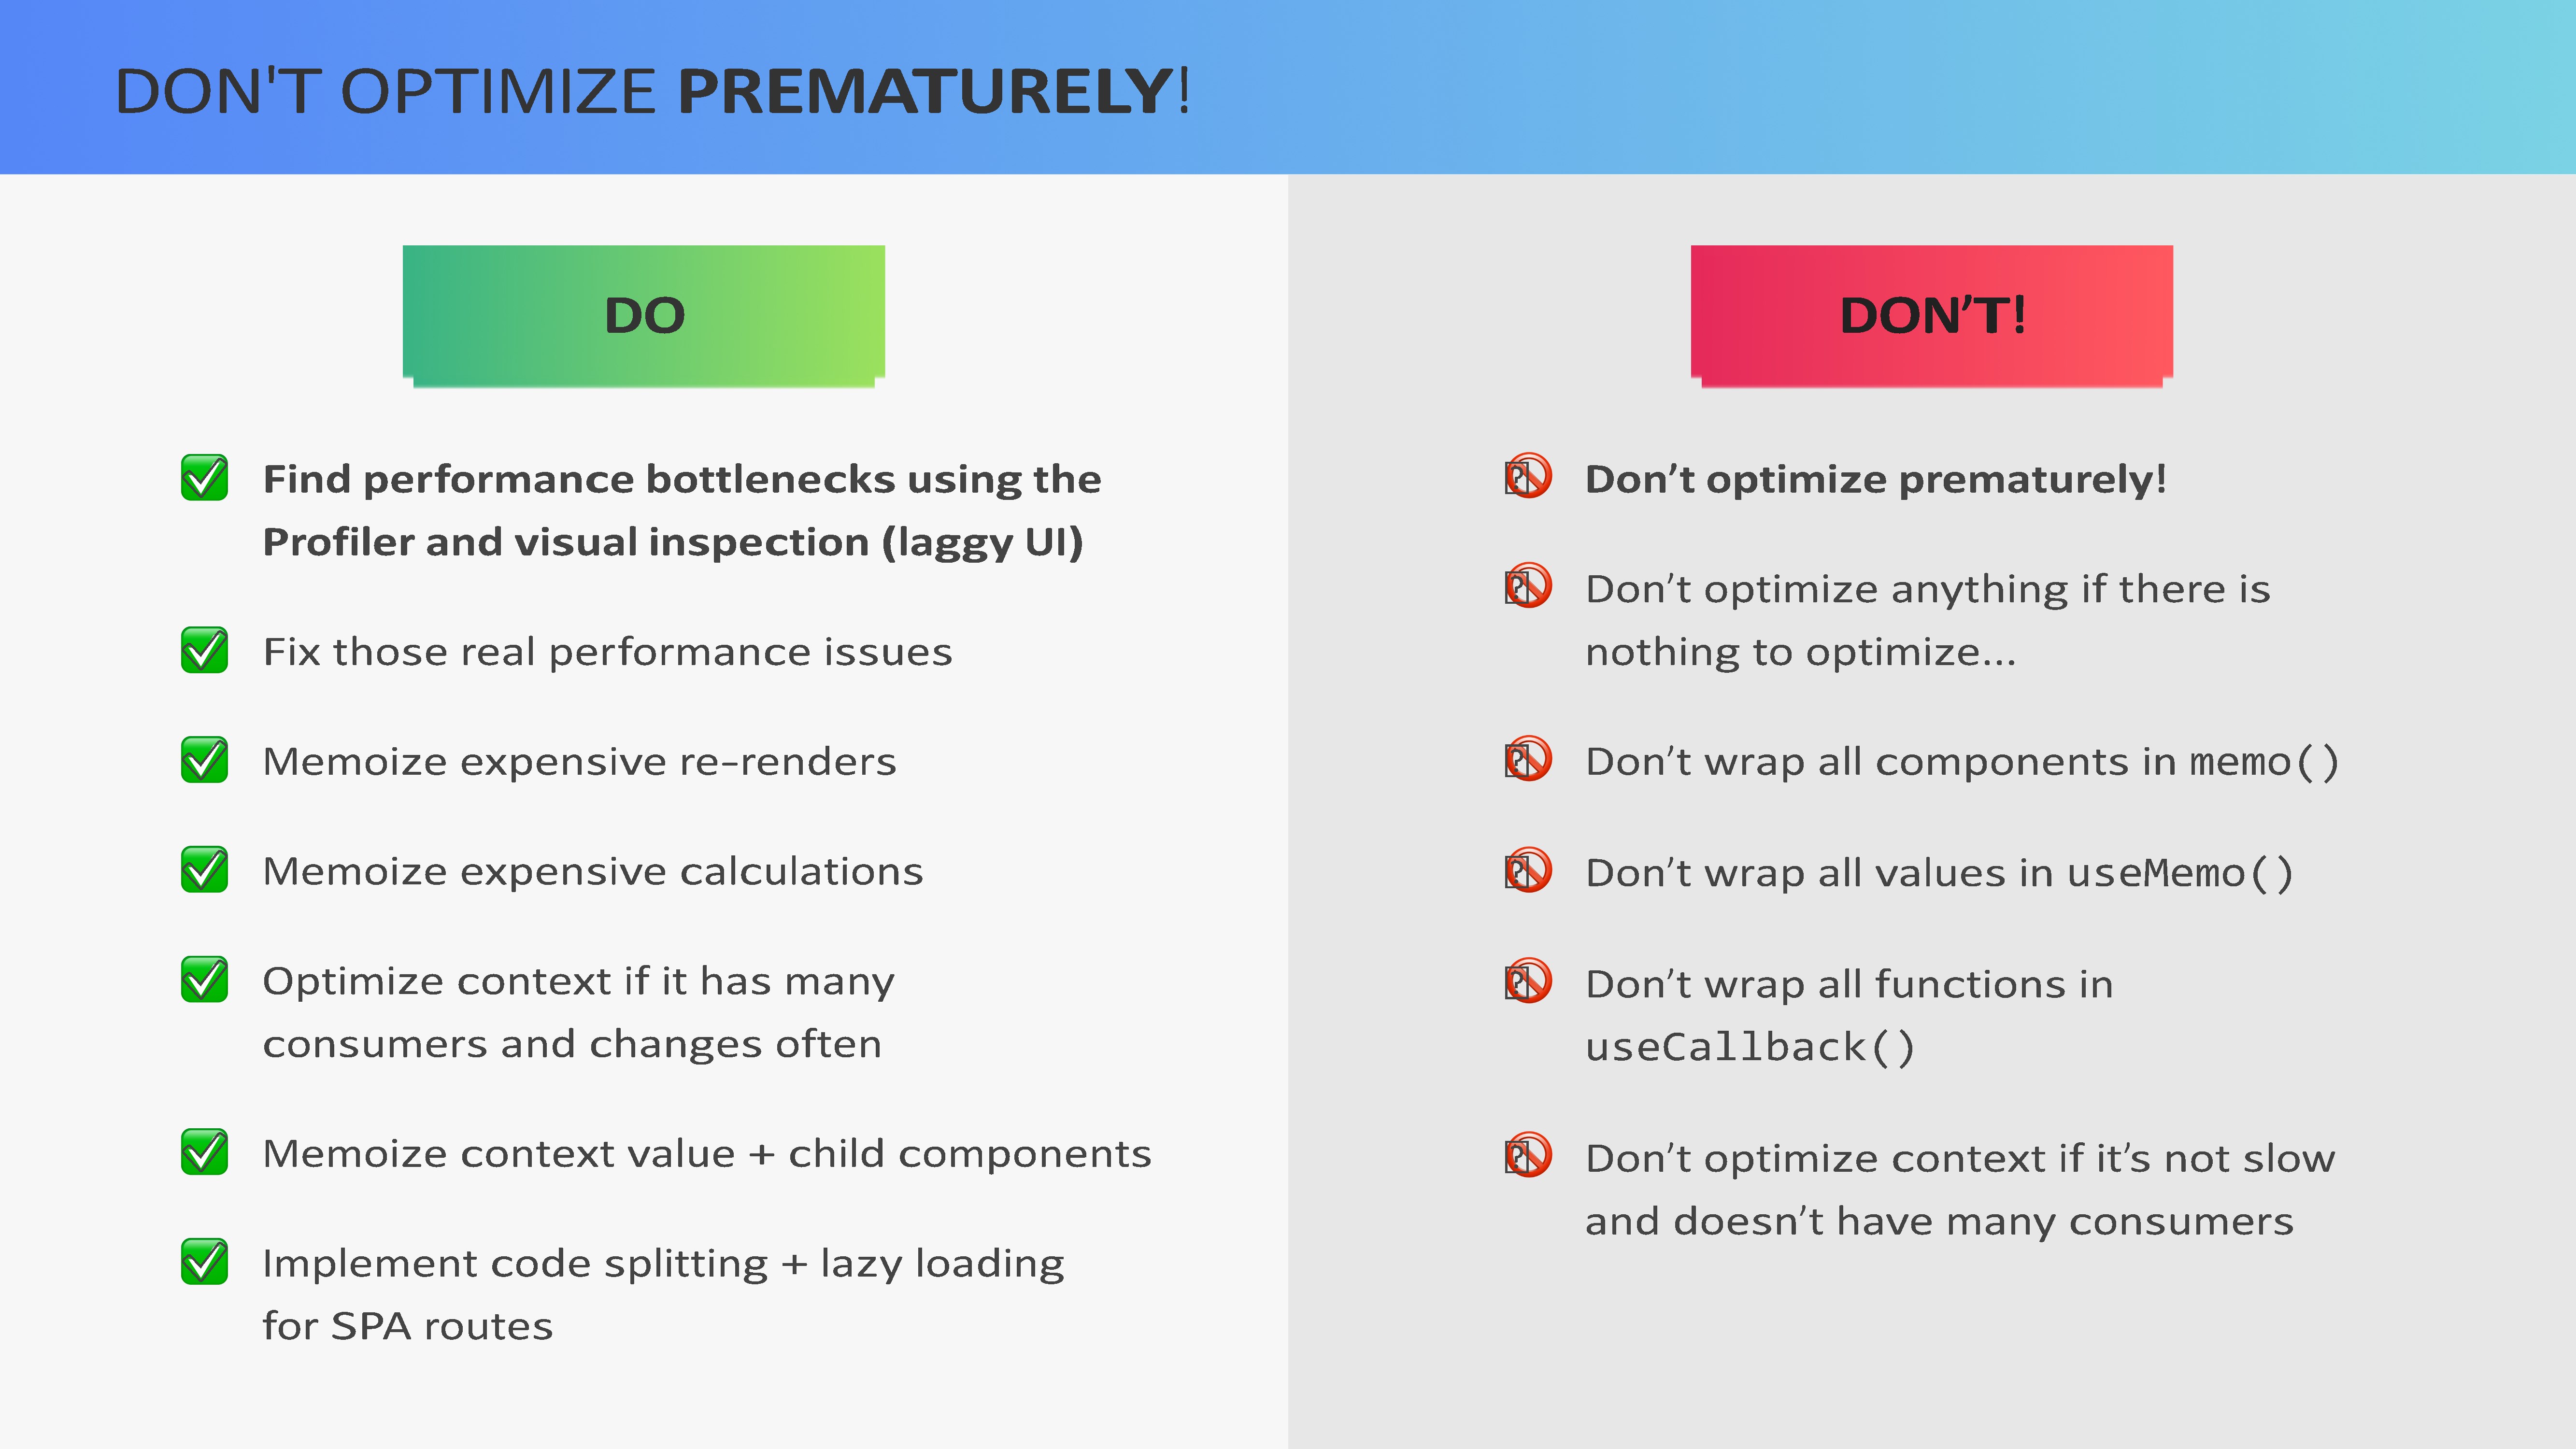 DON'T OPTIMIZE PREMATURELY!
DO
✅ Find performance bottlenecks using the
Profiler and visual inspection (laggy UI)
✅ Fix those real performance issues
✅ Memoize expensive re-renders
✅ Memoize expensive calculations
✅ Optimize context if it has many
consumers and changes often
✅ Memoize context value + child components
✅ Implement code splitting + lazy loading
for SPA routes
DON’T!
🚫 Don’t optimize prematurely!
🚫 Don’t optimize anything if there is
nothing to optimize...
🚫 Don’t wrap all components in memo()
🚫 Don’t wrap all values in useMemo()
🚫 Don’t wrap all functions in
useCallback()
🚫 Don’t optimize context if it’s not slow
and doesn’t have many consumers